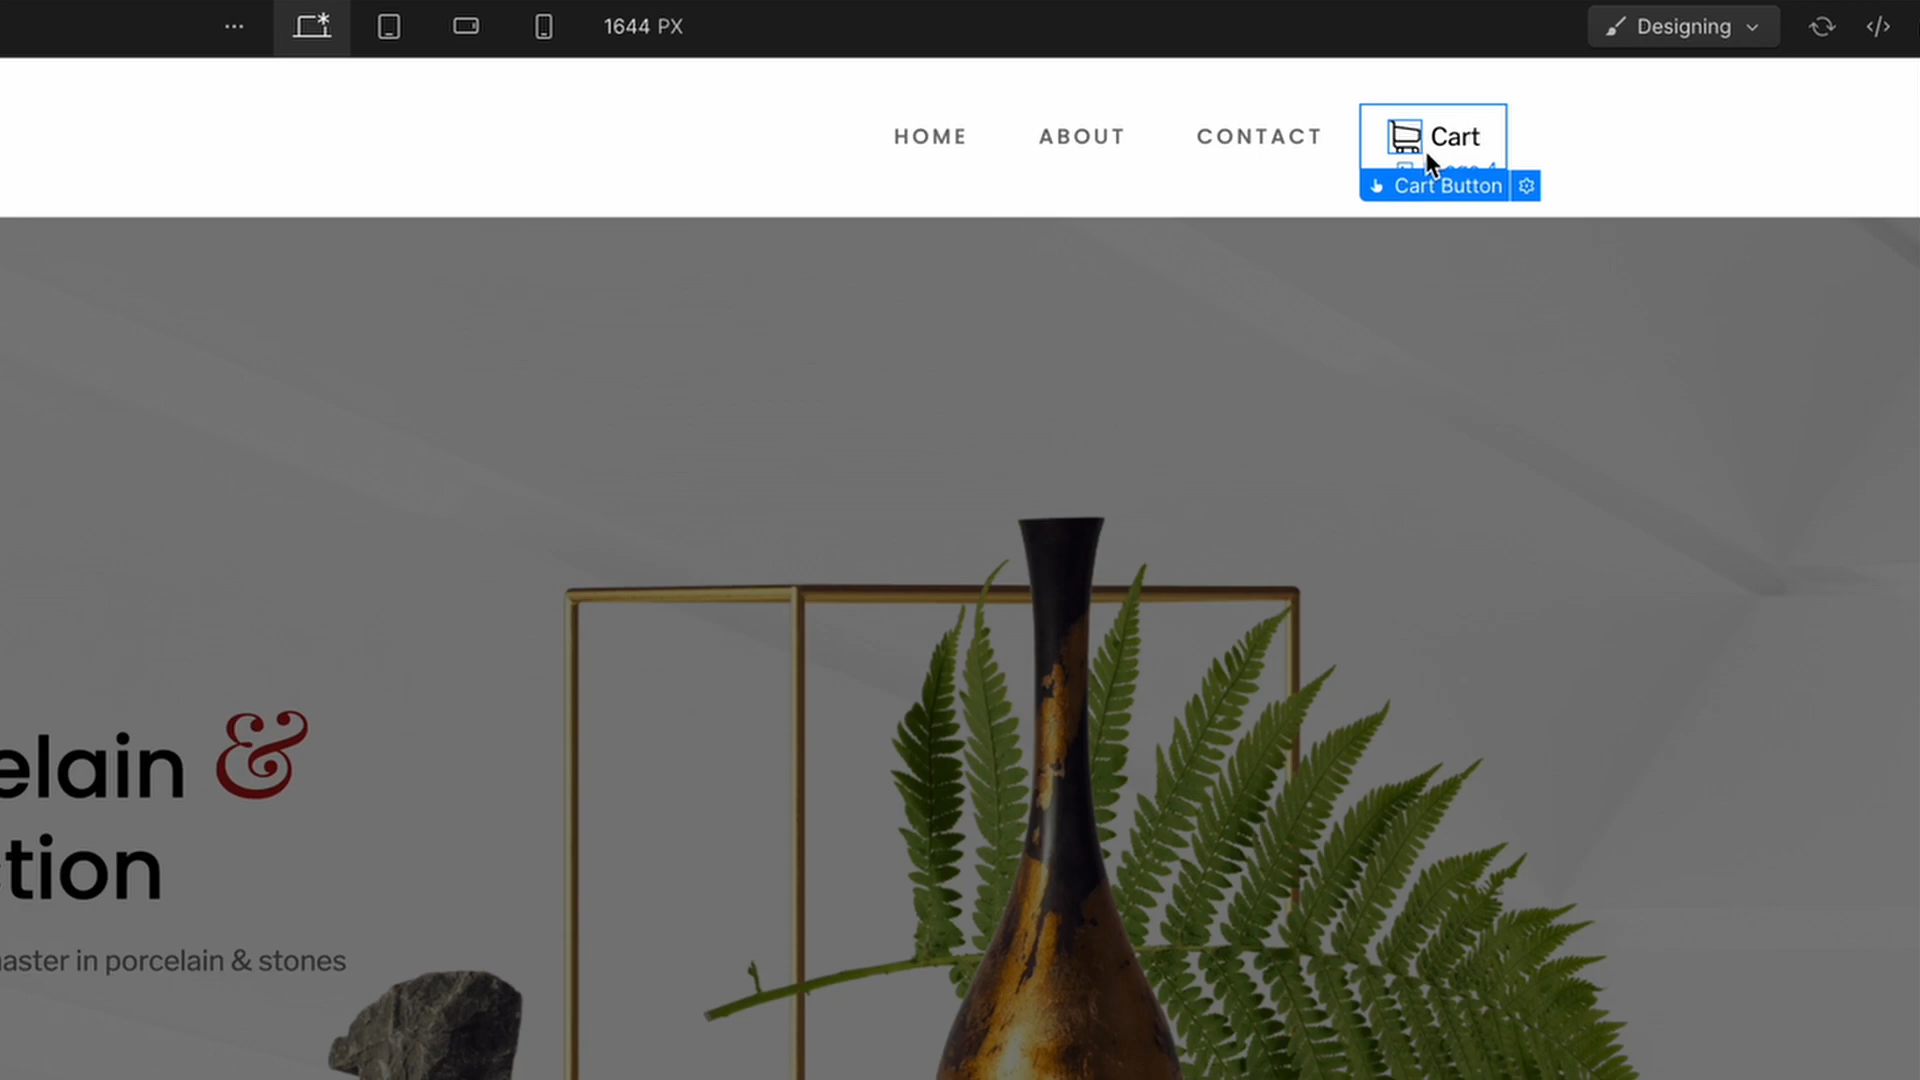 1644 PX
Designing
HOME
ABOUT
CONTACT
Cart
Cart Button
elain &
tion
aster in porcelain & stones